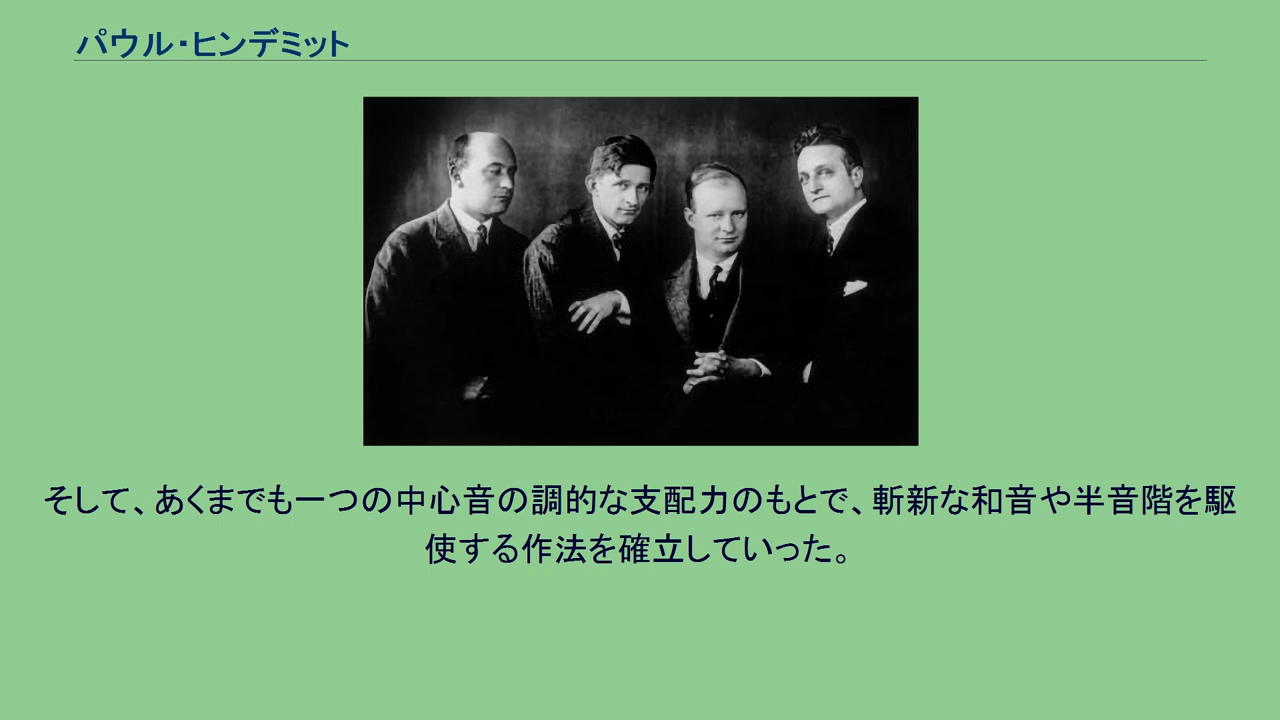 パウル・ヒンデミット
そして、あくまでも一つの中心音の調的な支配力のもとで、斬新な和音や半音階を駆
使する作法を確立していった。